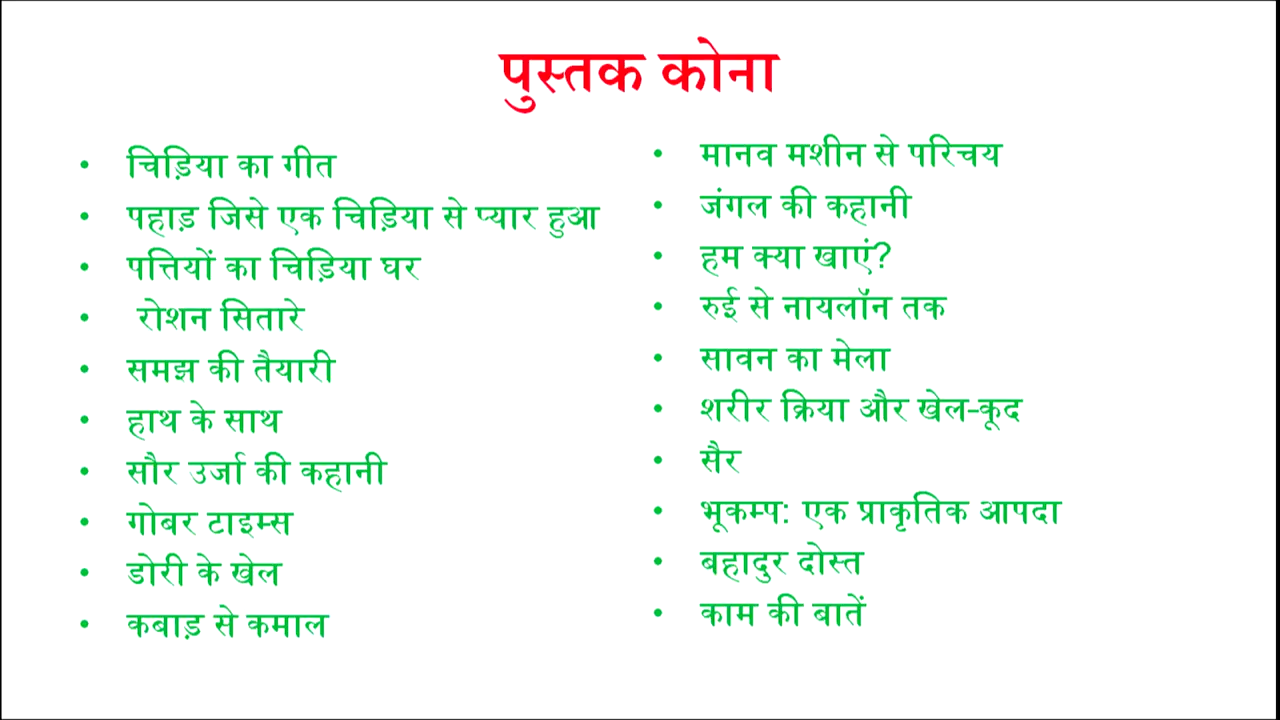 पुस्तक कोना
• चिड़िया का गीत
• पहाड़ जिसे एक चिड़िया से प्यार हुआ
• पत्तियों का चिड़िया घर
• रोशन सितारे
• समझ की तैयारी
• हाथ के साथ
• सौर उर्जा की कहानी
• गोबर टाइम्स
• डोरी के खेल
• कबाड़ से कमाल
• मानव मशीन से परिचय
• जंगल की कहानी
• हम क्या खाएं?
• रुई से नायलॉन तक
• सावन का मेला
• शरीर क्रिया और खेल-कूद
• सैर
• भूकम्प: एक प्राकृतिक आपदा
• बहादुर दोस्त
• काम की बातें